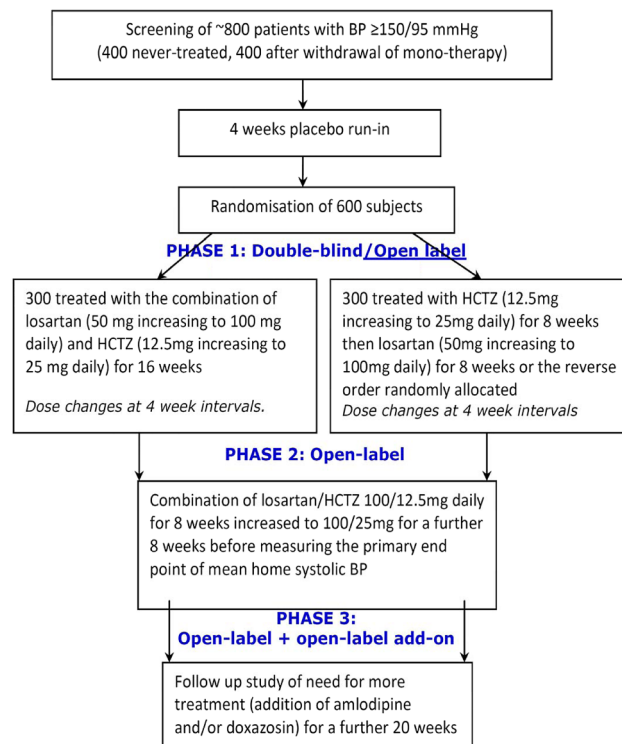 Screening of ~800 patients with BP ≥150/95 mmHg
(400 never-treated, 400 after withdrawal of mono-therapy)
4 weeks placebo run-in
Randomisation of 600 subjects
PHASE 1: Double-blind/Open label
300 treated with the combination of
losartan (50 mg increasing to 100 mg
daily) and HCTZ (12.5mg increasing to
25 mg daily) for 16 weeks
Dose changes at 4 week intervals.
300 treated with HCTZ (12.5mg
increasing to 25mg daily) for 8 weeks
then losartan (50mg increasing to
100mg daily) for 8 weeks or the reverse
order randomly allocated
Dose changes at 4 week intervals
PHASE 2: Open-label
Combination of losartan/HCTZ 100/12.5mg daily
for 8 weeks increased to 100/25mg for a further
8 weeks before measuring the primary end
point of mean home systolic BP
PHASE 3:
Open-label + open-label add-on
Follow up study of need for more
treatment (addition of amlodipine
and/or doxazosin) for a further 20 weeks